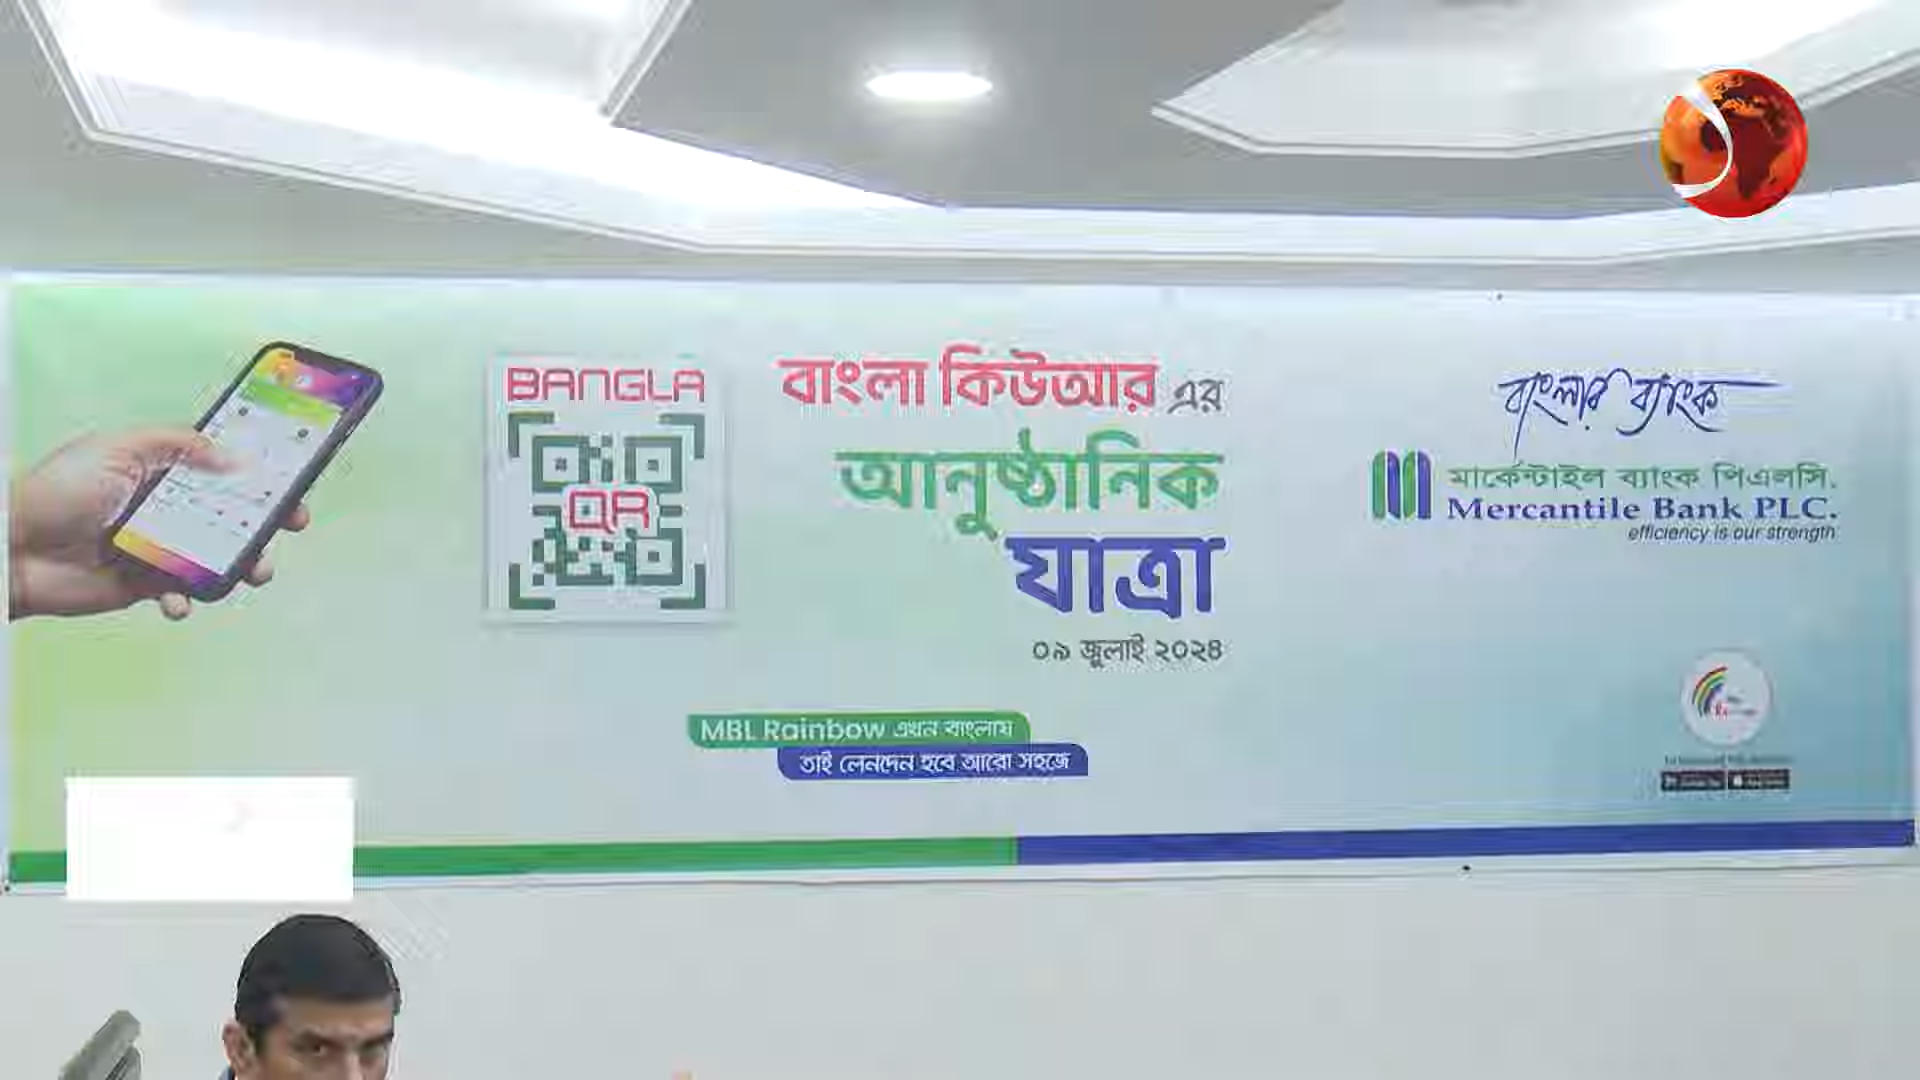 BANGLA
QR
বাংলা কিউআর এর
আনুষ্ঠানিক
যাত্রা
০৯ জুলাই ২০২৪
MBL Rainbow এখন বাংলায়
তাই লেনদেন হবে আরো সহজে
বাংলার ব্যাংক
মার্কেন্টাইল ব্যাংক পিএলসি.
Mercantile Bank PLC.
efficiency is our strength